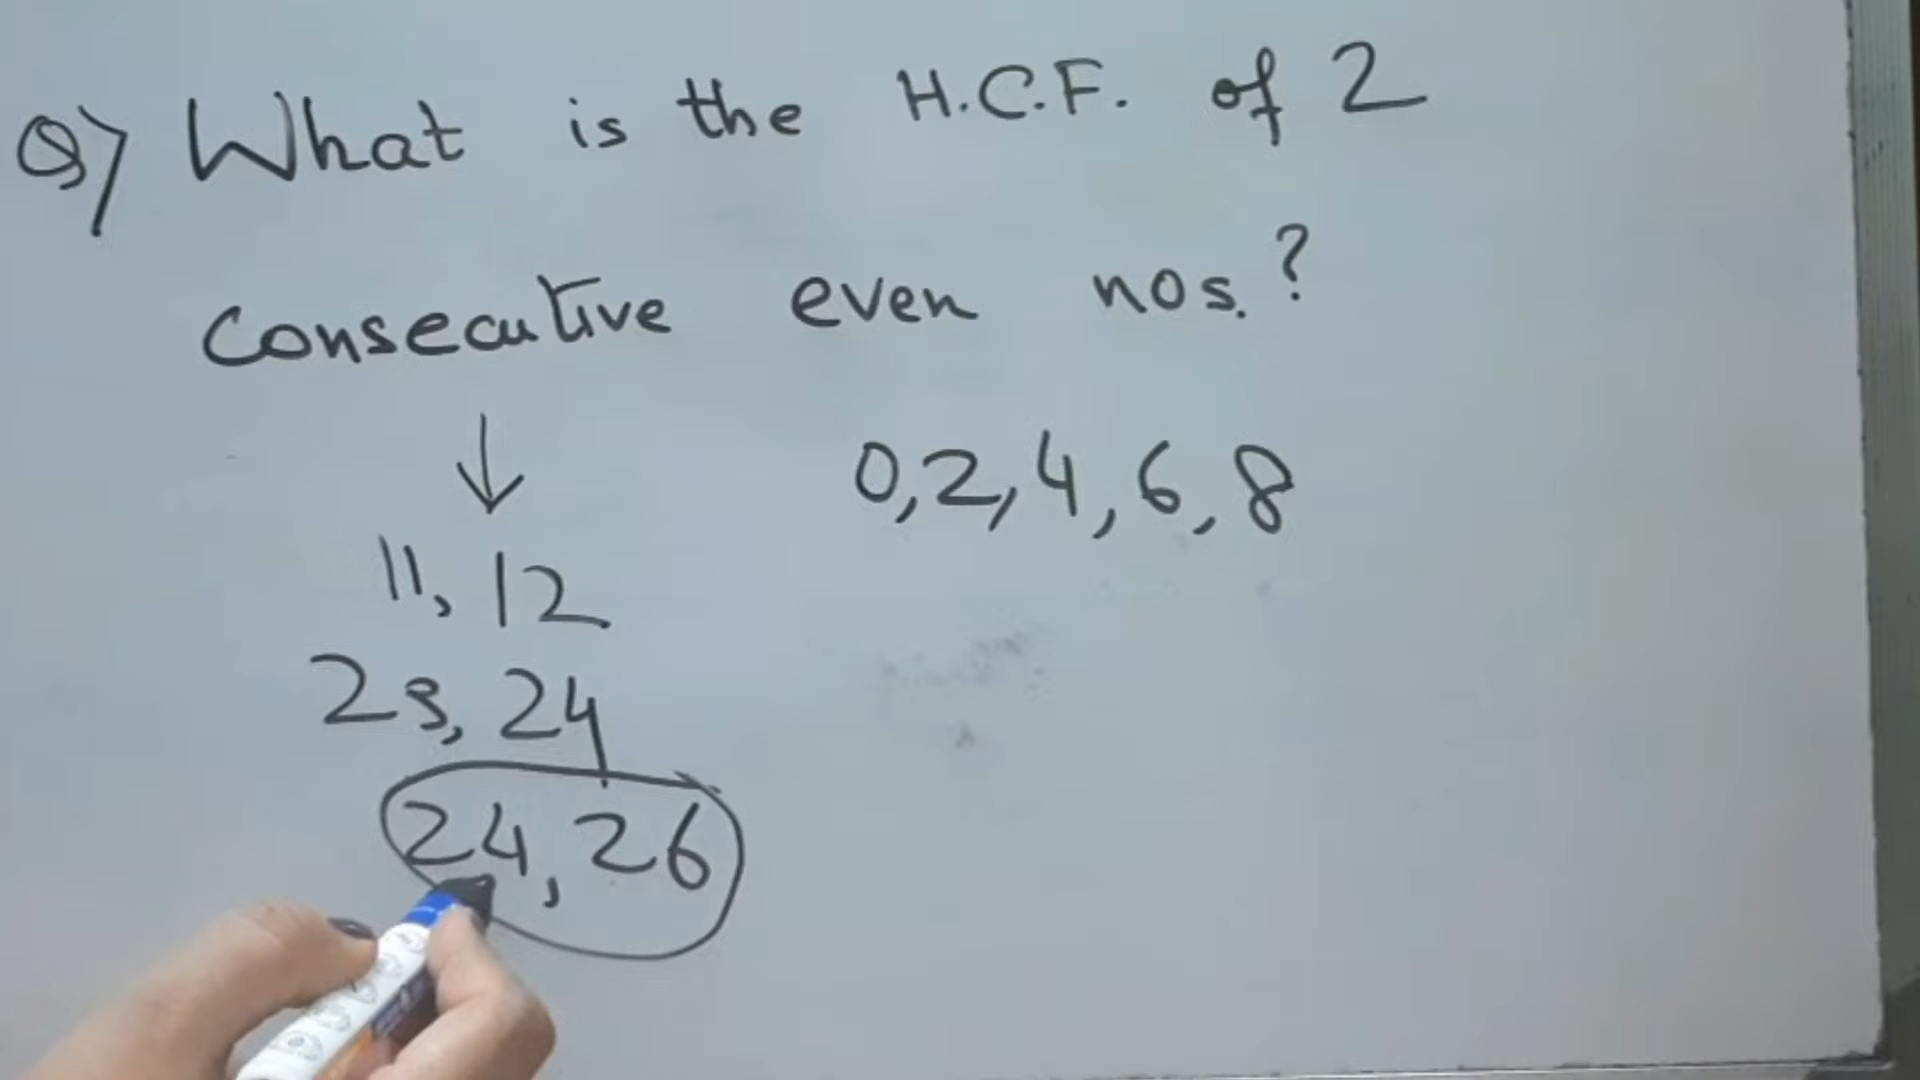 Q) What is the H.C.F. of 2
consecutive even nos.?
0,2,4,6,8
11,12
23,24
24,26